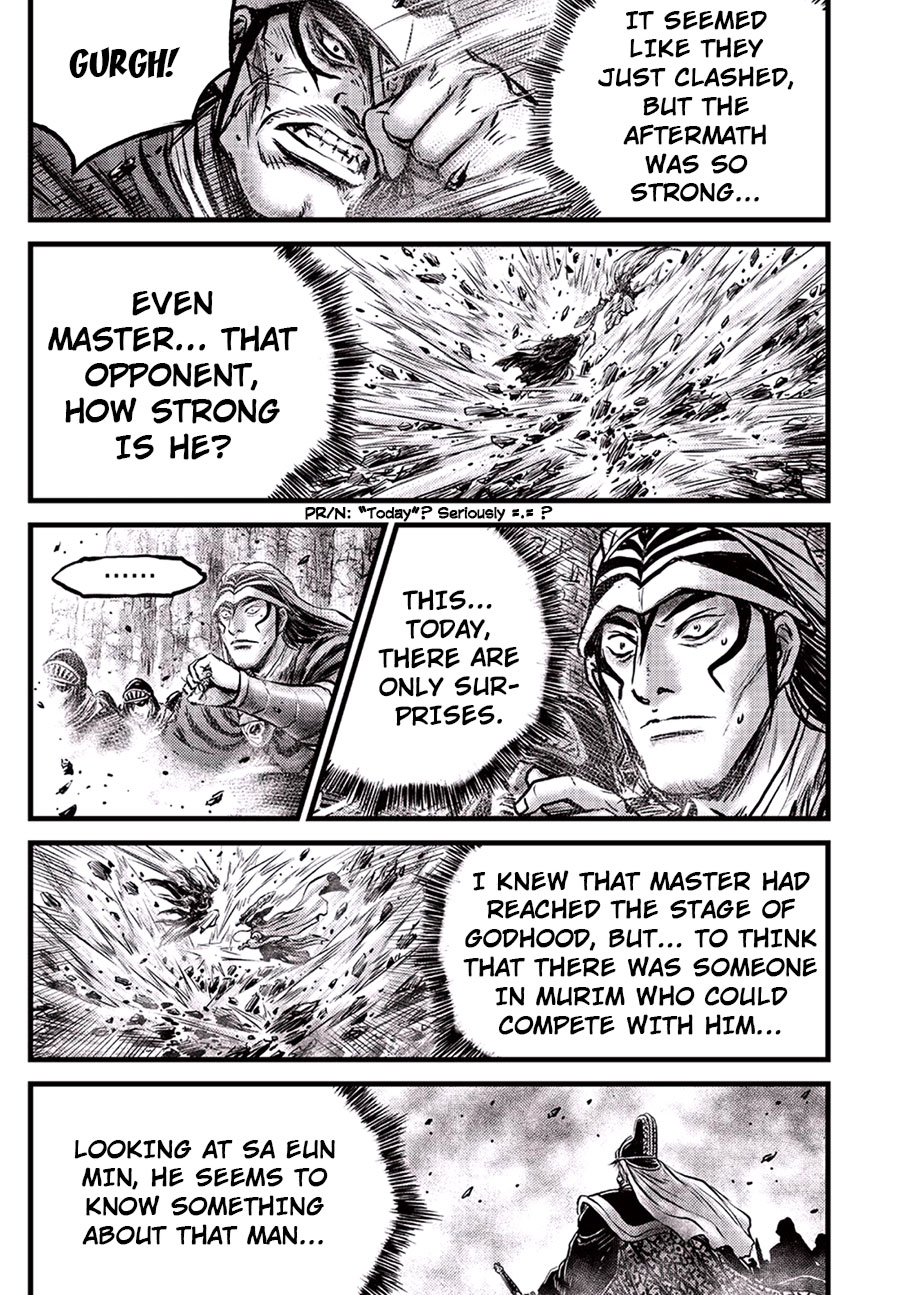 GURGH!
IT SEEMED
LIKE THEY
JUST CLASHED,
BUT THE
AFTERMATH
WAS SO
STRONG...
EVEN
MASTER... THAT
OPPONENT,
HOW STRONG
IS HE?
PR/N: "Today"? Seriously =.= ?
......
THIS...
TODAY,
THERE ARE
ONLY SUR-
PRISES.
I KNEW THAT MASTER HAD
REACHED THE STAGE OF
GODHOOD, BUT... TO THINK
THAT THERE WAS SOMEONE
IN MURIM WHO COULD
COMPETE WITH HIM...
LOOKING AT SA EUN
MIN, HE SEEMS TO
KNOW SOMETHING
ABOUT THAT MAN...